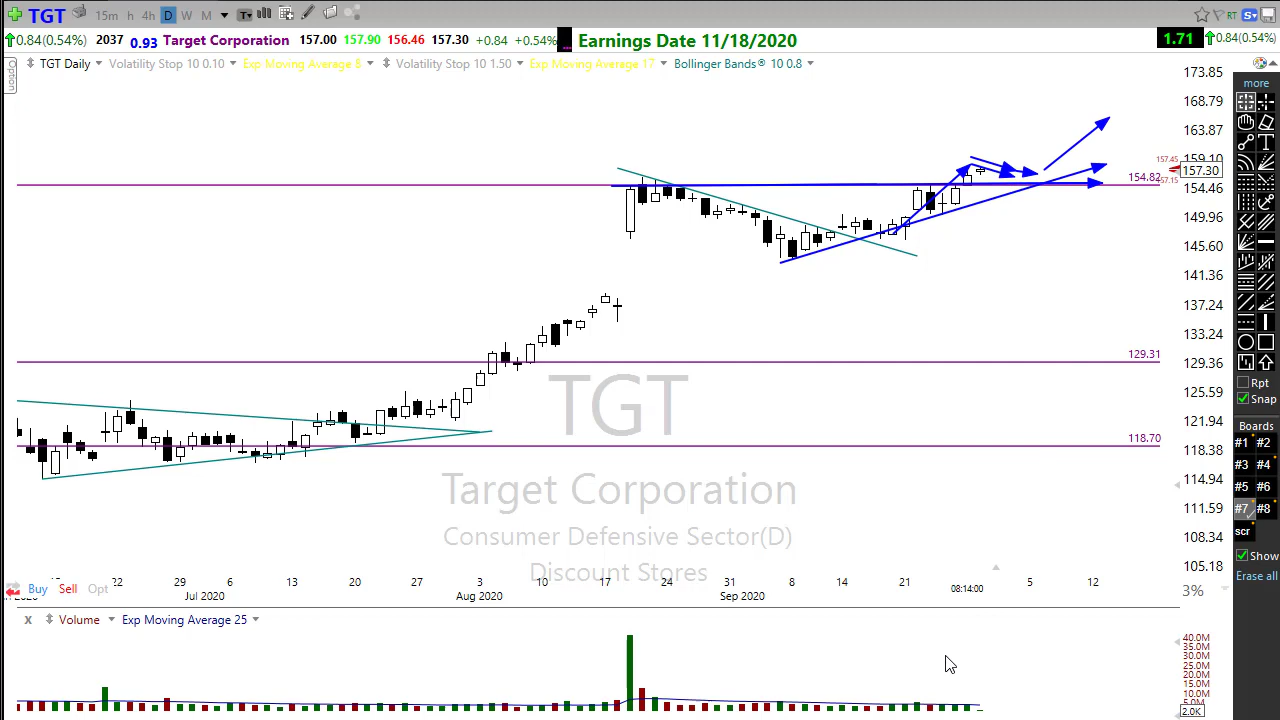 TGT 15m h 4h D W M T
0.84(0.54%) 2037 0.93 Target Corporation 157.00 157.90 156.46 157.30 +0.84 +0.54% Earnings Date 11/18/2020 1.71 0.84(0.54%)
RT S
Option
TGT Daily Volatility Stop 10 0.10 Exp Moving Average 8 Volatility Stop 10 1.50 Exp Moving Average 17 Bollinger Bands® 10 0.8
173.85
168.79
163.87
157.45 159.10
157.30
154.82 157.15
154.46
149.96
145.60
141.36
137.24
133.24
129.31 129.36
125.59
121.94
118.70 118.38
114.94
111.59
108.34
105.18
TGT
Target Corporation
Consumer Defensive Sector(D)
Discount Stores
more
T
Rpt
Snap
Boards
#1 #2
#3 #4
#5 #6
#7 #8
scr
Show
Erase all
22 29 6 13 20 27 3 10 17 24 31 8 14 21 5 12
Buy Sell Opt
2020 Jul 2020 Aug 2020 Sep 2020 08:14:00 3%
X Volume Exp Moving Average 25
40.0M
35.0M
30.0M
25.0M
20.0M
15.0M
10.0M
5.0M
2.0K